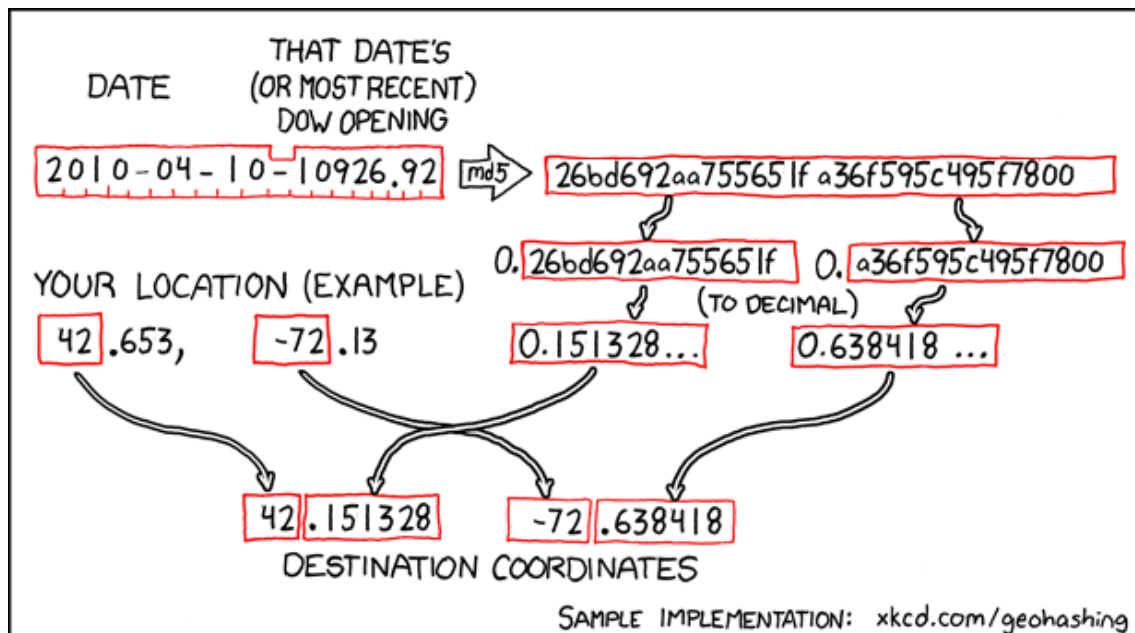 DATE
THAT DATE'S
(OR MOST RECENT)
DOW OPENING
2010-04-10-10926.92
md5
26bd692aa755651fa36f595c495f7800
0.26bd692aa755651f
0.a36f595c495f7800
YOUR LOCATION (EXAMPLE)
(TO DECIMAL)
42.653,
-72.13
0.151328...
0.638418...
42.151328
-72.638418
DESTINATION COORDINATES
SAMPLE IMPLEMENTATION: xkcd.com/geohashing